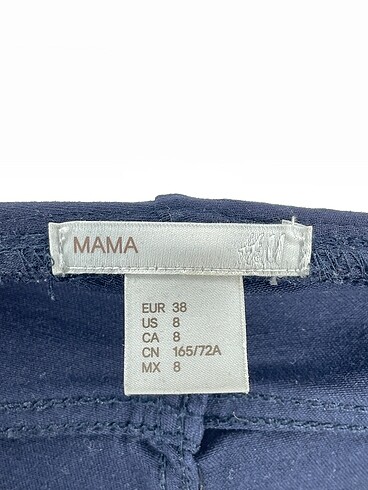 MAMA H&M
EUR 38
US 8
CA 8
CN 165/72A
MX 8